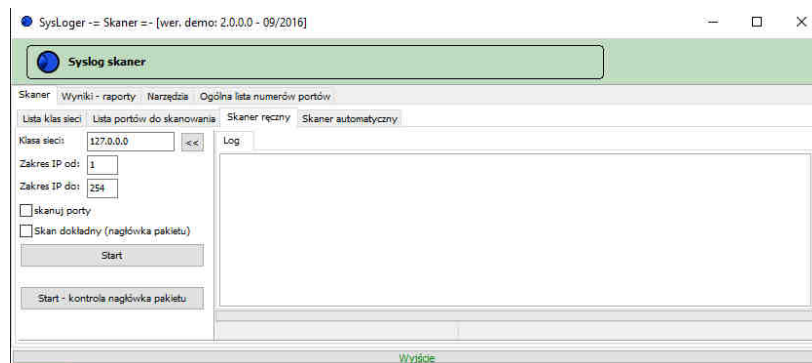 SysLoger -= Skaner =- [wer. demo: 2.0.0.0 - 09/2016]
Syslog skaner
Skaner Wyniki - raporty Narzędzia Ogólna lista numerów portów
Lista klas sieci Lista portów do skanowania Skaner ręczny Skaner automatyczny
Klasa sieci: 127.0.0.0 << Log
Zakres IP od: 1
Zakres IP do: 254
skanuj porty
Skan dokładny (nagłówka pakietu)
Start
Start - kontrola nagłówka pakietu
Wyjście